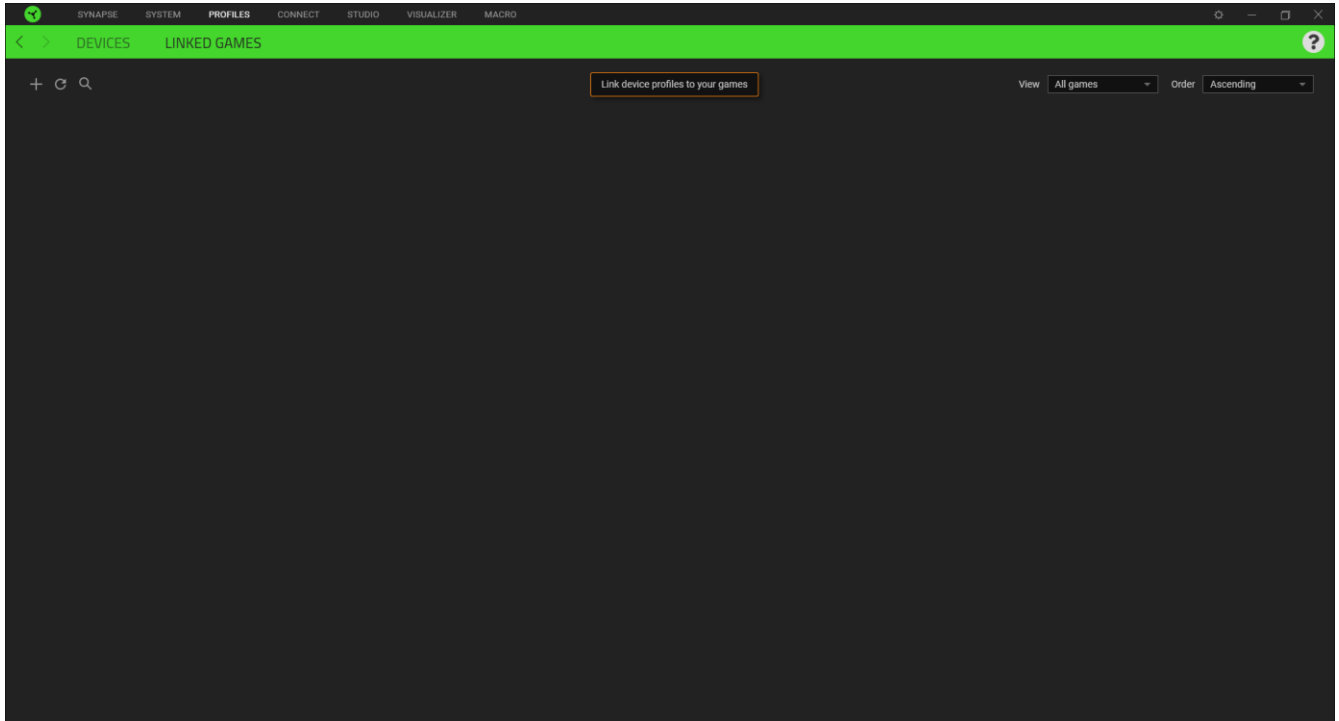 SYNAPSE SYSTEM PROFILES CONNECT STUDIO VISUALIZER MACRO
DEVICES LINKED GAMES ?
Link device profiles to your games View All games Order Ascending